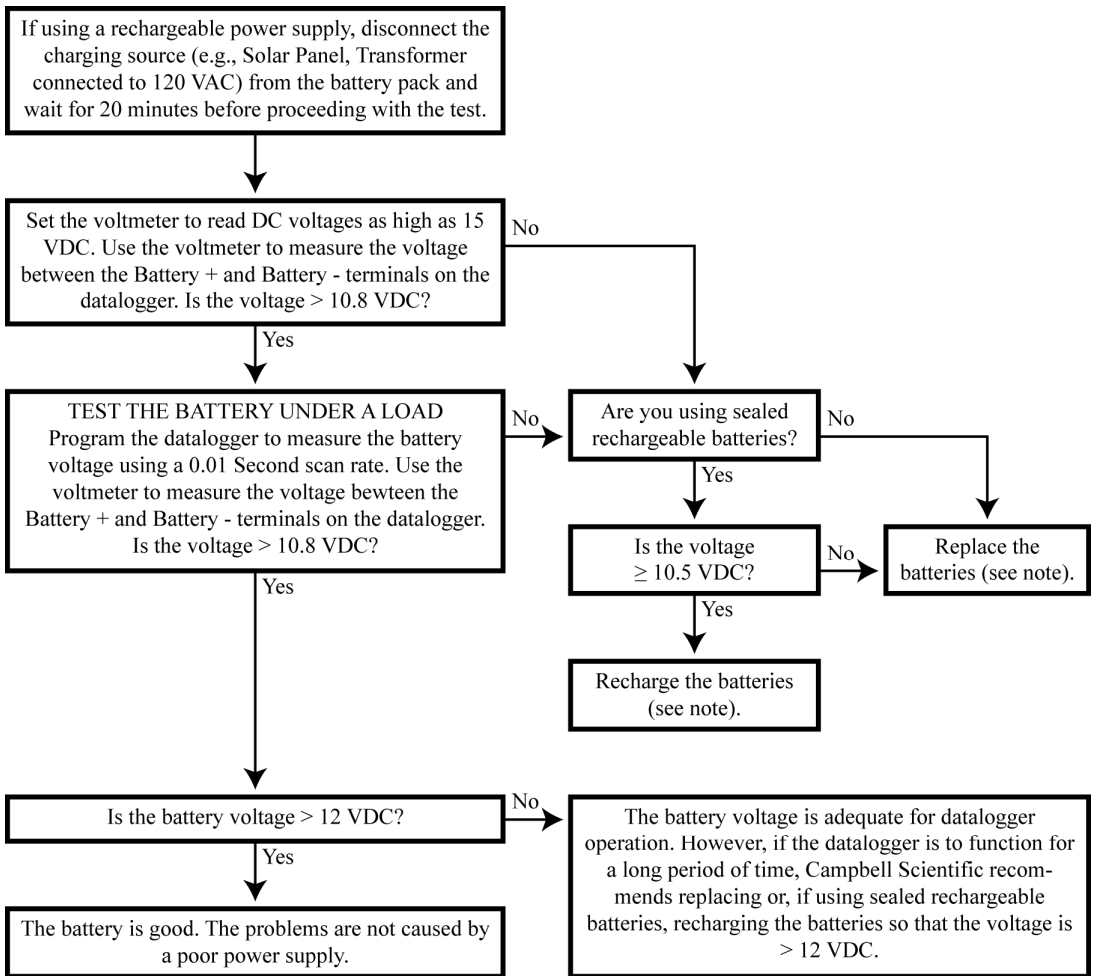 If using a rechargeable power supply, disconnect the
charging source (e.g., Solar Panel, Transformer
connected to 120 VAC) from the battery pack and
wait for 20 minutes before proceeding with the test.
Set the voltmeter to read DC voltages as high as 15
VDC. Use the voltmeter to measure the voltage
between the Battery + and Battery - terminals on the
datalogger. Is the voltage > 10.8 VDC?
No
Yes
TEST THE BATTERY UNDER A LOAD
Program the datalogger to measure the battery
voltage using a 0.01 Second scan rate. Use the
voltmeter to measure the voltage bewteen the
Battery + and Battery - terminals on the datalogger.
Is the voltage > 10.8 VDC?
No
Yes
Are you using sealed
rechargeable batteries?
No
Yes
Is the voltage
≥ 10.5 VDC?
No
Yes
Replace the
batteries (see note).
Recharge the batteries
(see note).
Is the battery voltage > 12 VDC?
No
Yes
The battery voltage is adequate for datalogger
operation. However, if the datalogger is to function for
a long period of time, Campbell Scientific recom-
mends replacing or, if using sealed rechargeable
batteries, recharging the batteries so that the voltage is
> 12 VDC.
The battery is good. The problems are not caused by
a poor power supply.